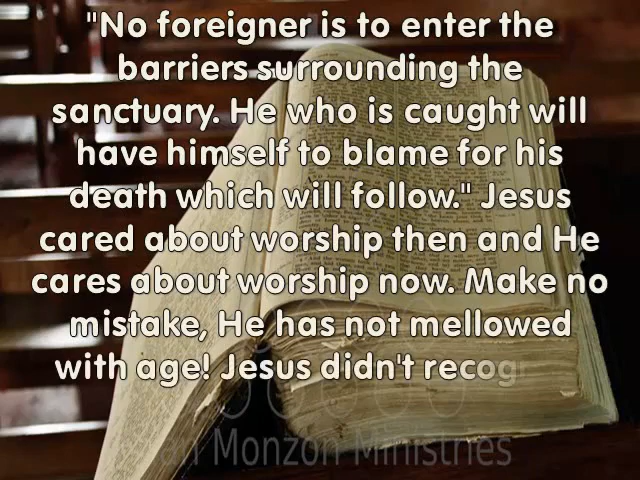 "No foreigner is to enter the
barriers surrounding the
sanctuary. He who is caught will
have himself to blame for his
death which will follow." Jesus
cared about worship then and He
cares about worship now. Make no
mistake, He has not mellowed
with age! Jesus didn't recog
Monzon Ministries